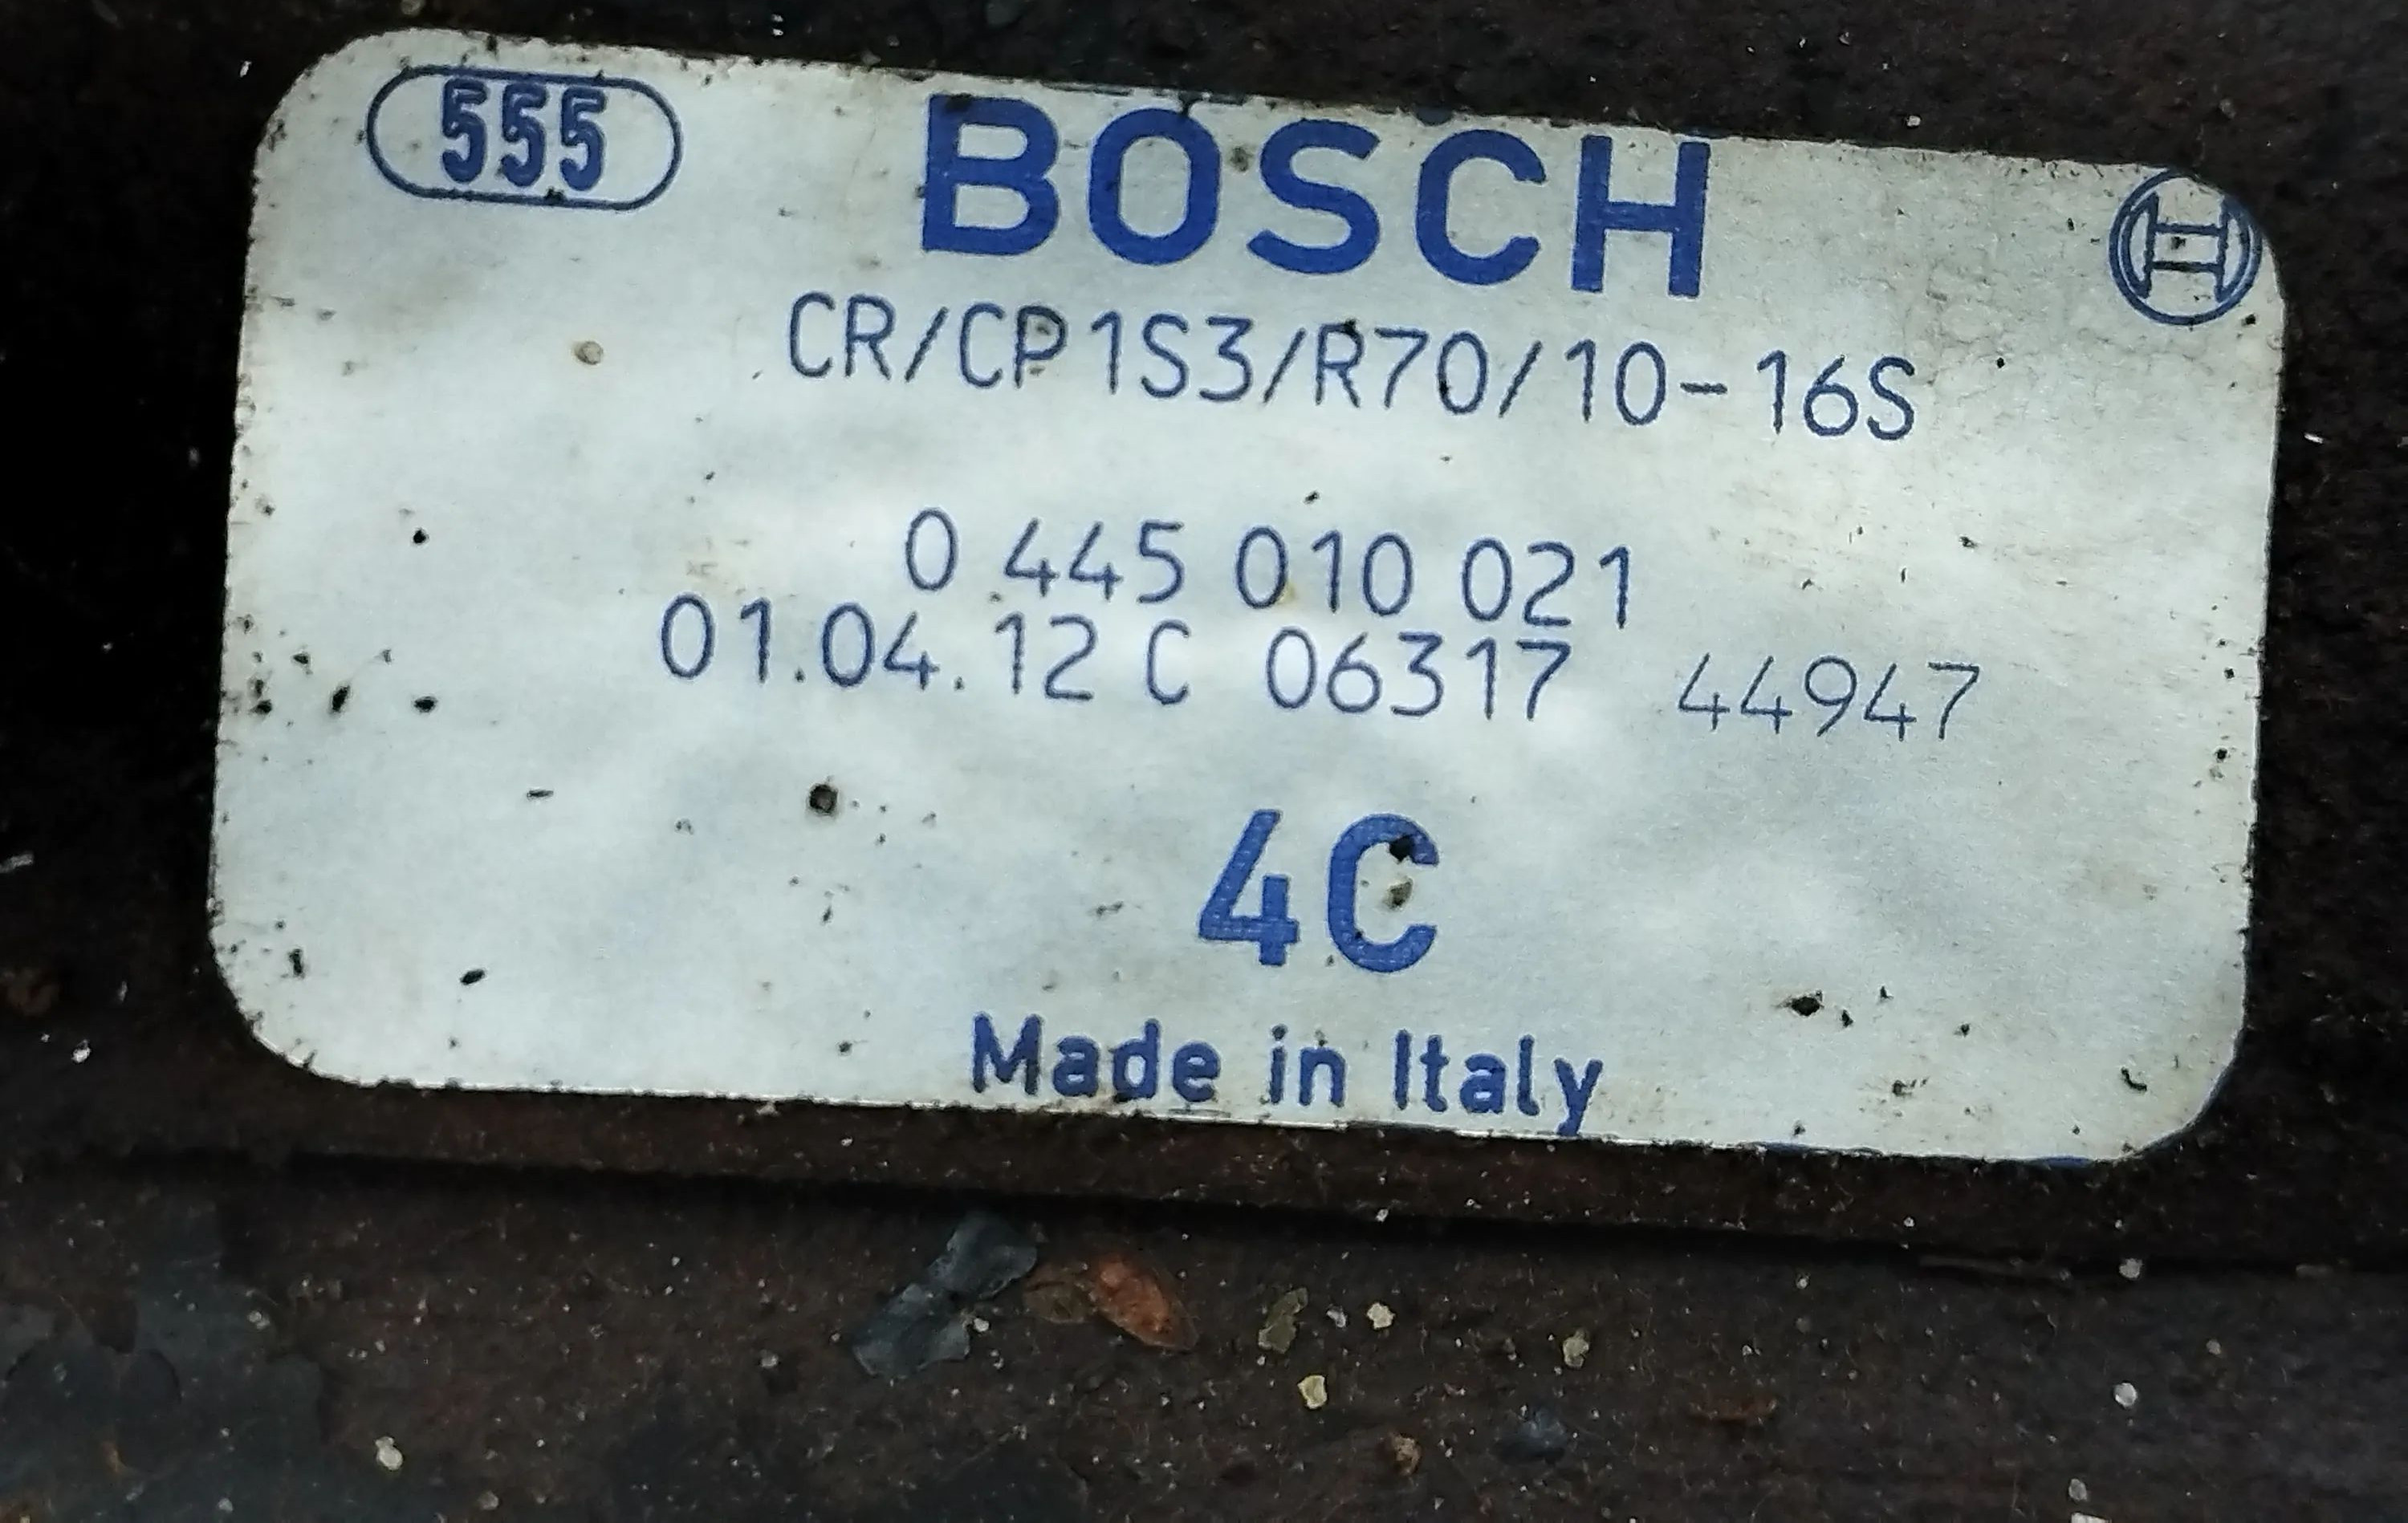 555
BOSCH
CR/CP1S3/R70/10-16S
0 445 010 021
01.04.12 C 06317 44947
4C
Made in Italy